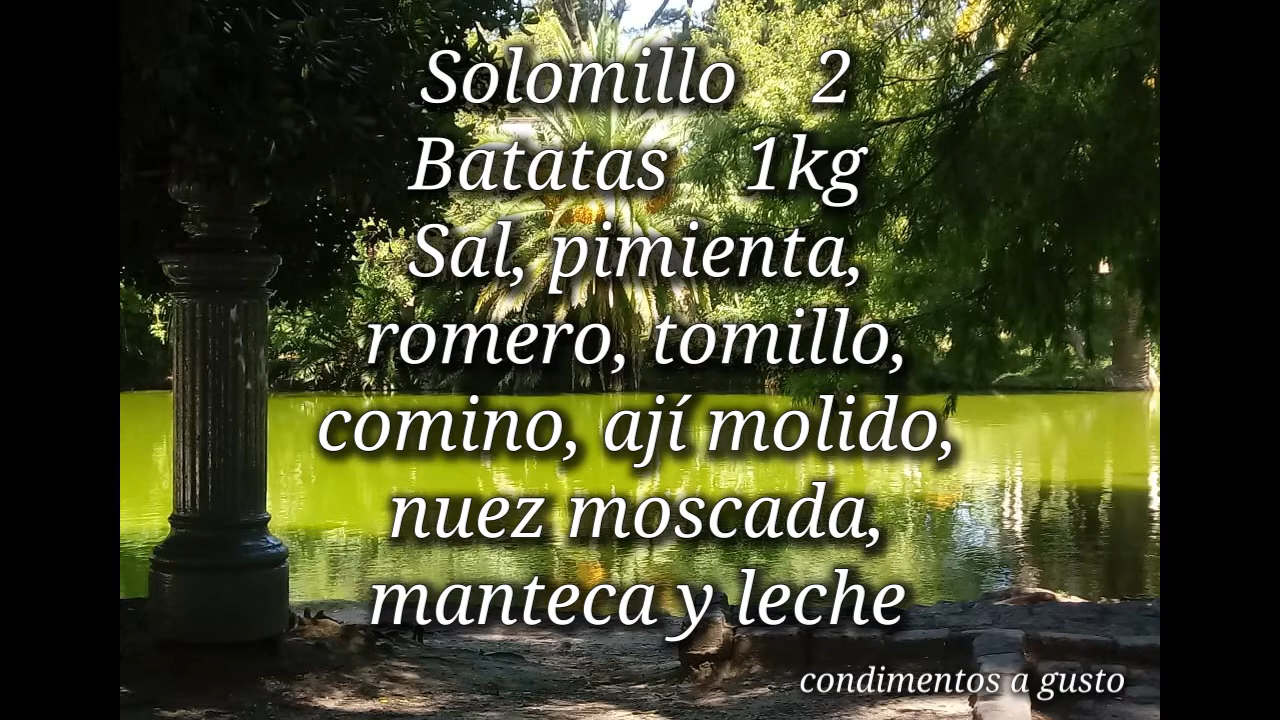 Solomillo 2
Batatas 1kg
Sal, pimienta,
romero, tomillo,
comino, ají molido,
nuez moscada,
manteca y leche
condimentos a gusto